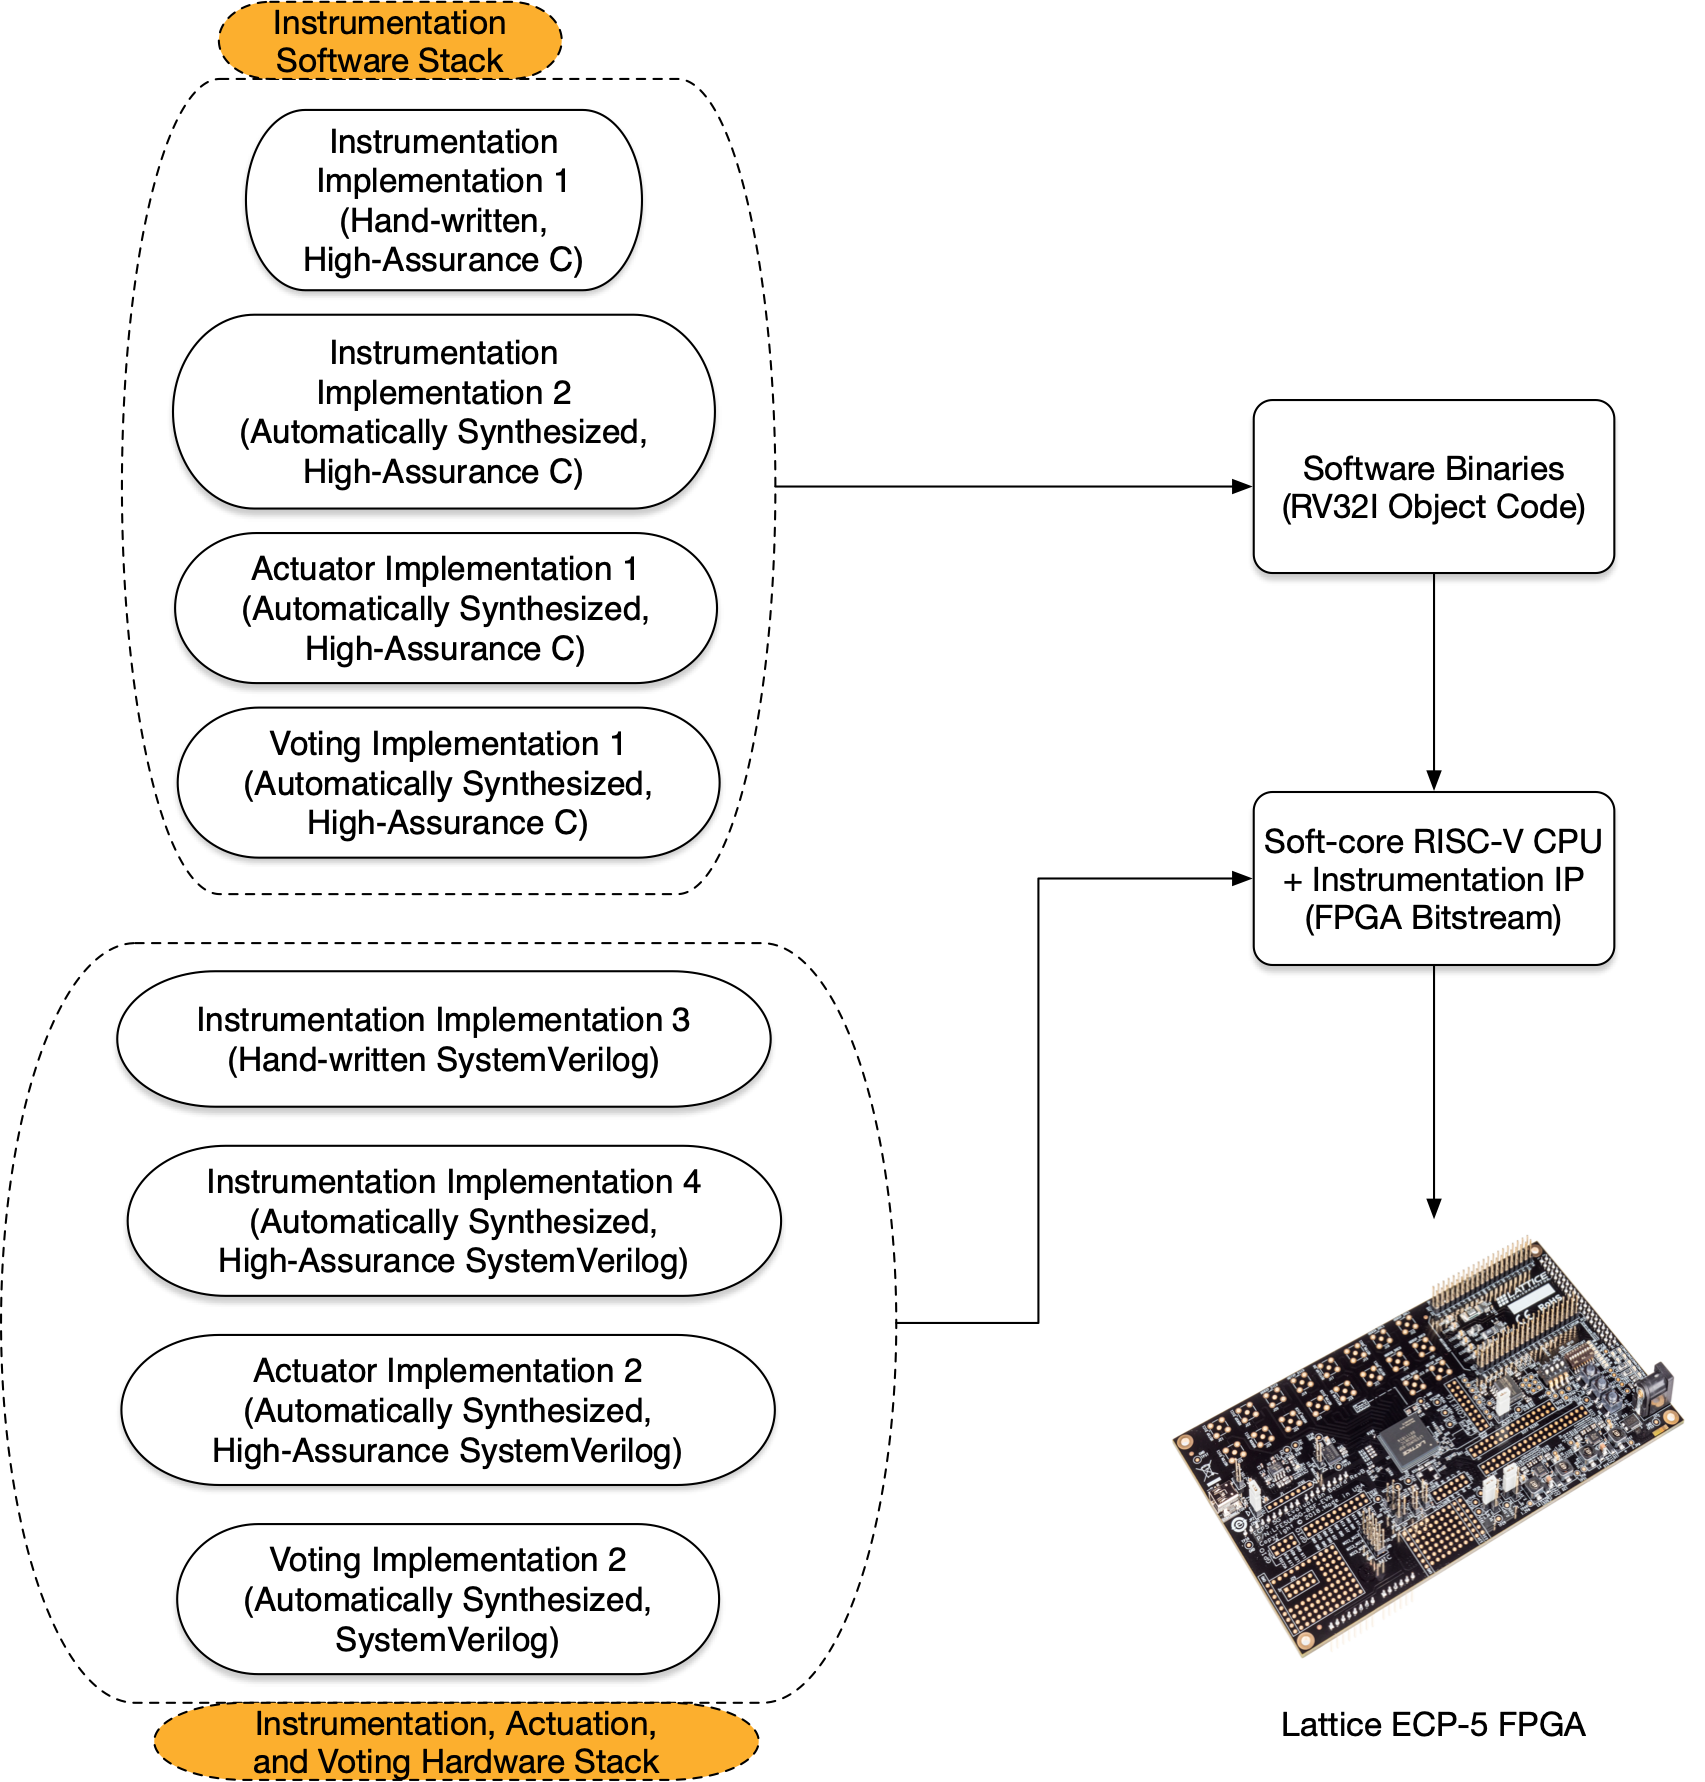 Instrumentation
Software Stack
Instrumentation
Implementation 1
(Hand-written,
High-Assurance C)
Instrumentation
Implementation 2
(Automatically Synthesized,
High-Assurance C)
Actuator Implementation 1
(Automatically Synthesized,
High-Assurance C)
Voting Implementation 1
(Automatically Synthesized,
High-Assurance C)
Software Binaries
(RV32I Object Code)
Soft-core RISC-V CPU
+ Instrumentation IP
(FPGA Bitstream)
Instrumentation Implementation 3
(Hand-written SystemVerilog)
Instrumentation Implementation 4
(Automatically Synthesized,
High-Assurance SystemVerilog)
Actuator Implementation 2
(Automatically Synthesized,
High-Assurance SystemVerilog)
Voting Implementation 2
(Automatically Synthesized,
SystemVerilog)
Instrumentation, Actuation,
and Voting Hardware Stack
LATTICE
CE RoHS
Lattice ECP-5 FPGA